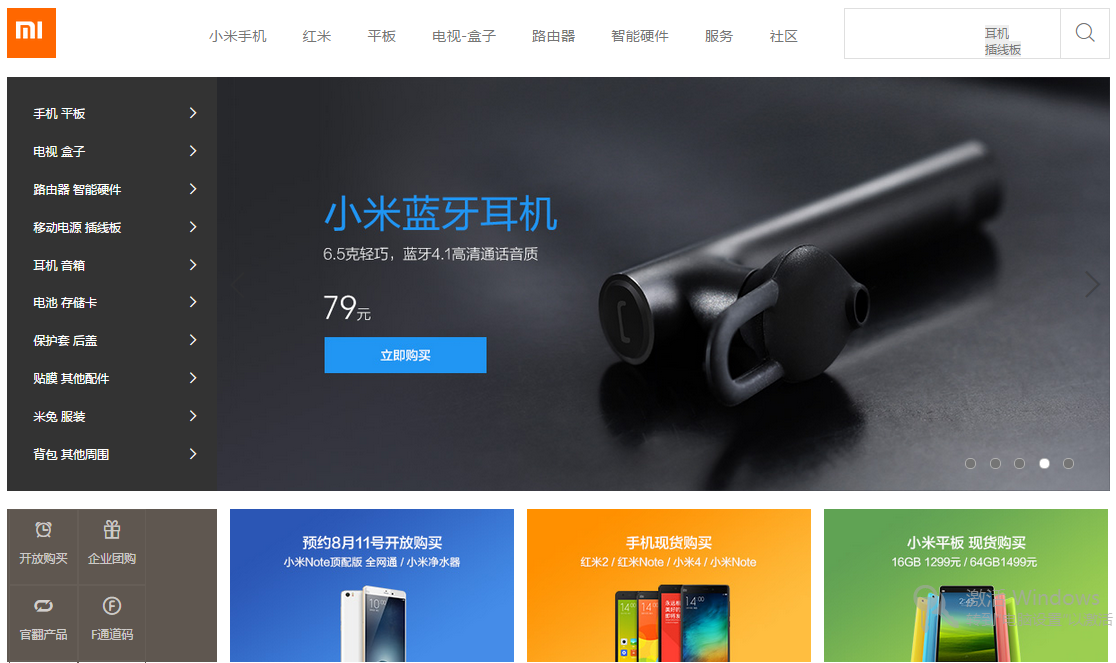 小米手机 红米 平板 电视-盒子 路由器 智能硬件 服务 社区
耳机
插线板
手机 平板
电视 盒子
路由器 智能硬件
移动电源 插线板
耳机 音箱
电池 存储卡
保护套 后盖
贴膜 其他配件
米兔 服装
背包 其他周围
小米蓝牙耳机
6.5克轻巧，蓝牙4.1高清通话音质
79元
立即购买
开放购买 企业团购
官翻产品 F通道码
预约8月11号开放购买
小米Note顶配版 全网通 / 小米净水器
手机现货购买
红米2 / 红米Note / 小米4 / 小米Note
小米平板 现货购买
16GB 1299元 / 64GB1499元
激活 Windows